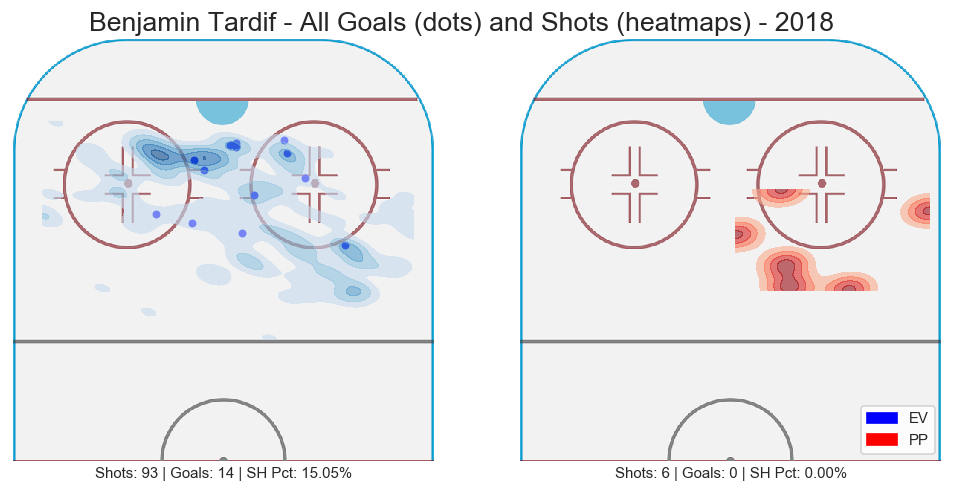 Benjamin Tardif - All Goals (dots) and Shots (heatmaps) - 2018
EV
PP
Shots: 93 | Goals: 14 | SH Pct: 15.05%
Shots: 6 | Goals: 0 | SH Pct: 0.00%